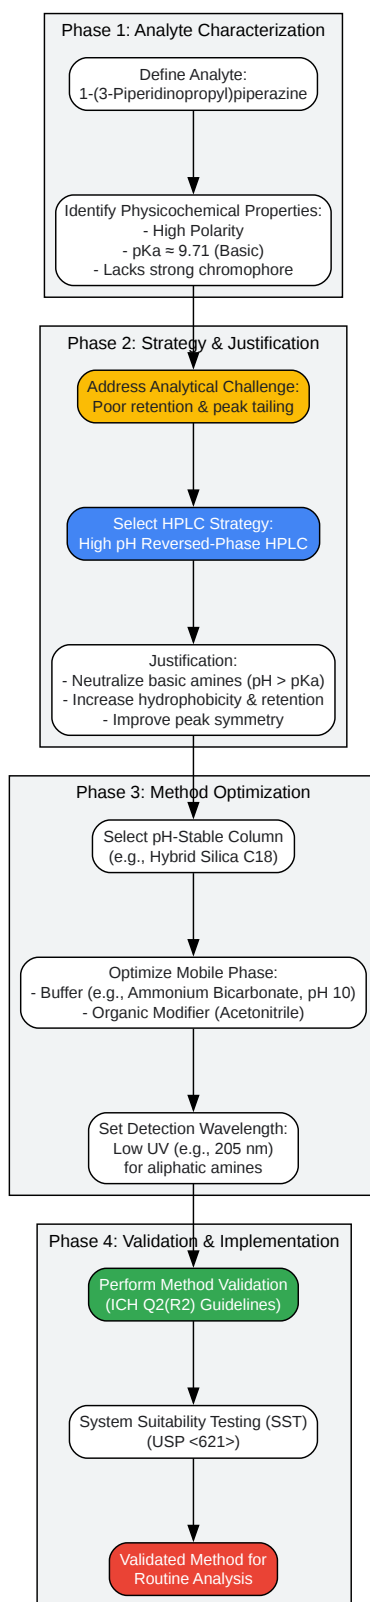 Phase 1: Analyte Characterization
Define Analyte:
1-(3-Piperidinopropyl)piperazine
Identify Physicochemical Properties:
- High Polarity
- pKa ≈ 9.71 (Basic)
- Lacks strong chromophore
Phase 2: Strategy & Justification
Address Analytical Challenge:
Poor retention & peak tailing
Select HPLC Strategy:
High pH Reversed-Phase HPLC
Justification:
- Neutralize basic amines (pH > pKa)
- Increase hydrophobicity & retention
- Improve peak symmetry
Phase 3: Method Optimization
Select pH-Stable Column
(e.g., Hybrid Silica C18)
Optimize Mobile Phase:
- Buffer (e.g., Ammonium Bicarbonate, pH 10)
- Organic Modifier (Acetonitrile)
Set Detection Wavelength:
Low UV (e.g., 205 nm)
for aliphatic amines
Phase 4: Validation & Implementation
Perform Method Validation
(ICH Q2(R2) Guidelines)
System Suitability Testing (SST)
(USP <621>)
Validated Method for
Routine Analysis